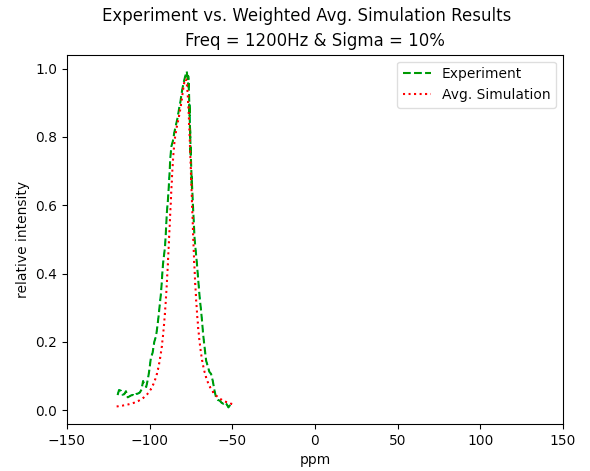 Experiment vs. Weighted Avg. Simulation Results
Freq = 1200Hz & Sigma = 10%
Experiment
Avg. Simulation
relative intensity
1.0
0.8
0.6
0.4
0.2
0.0
−150 −100 −50 0 50 100 150
ppm